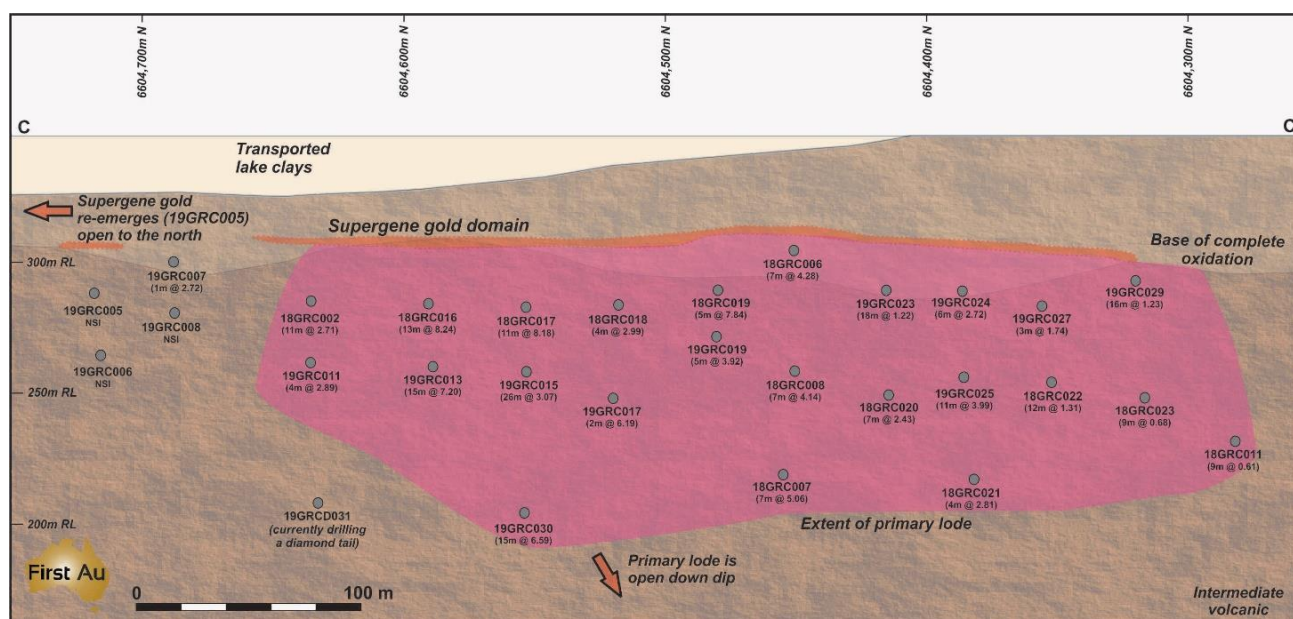 6604,700m N
6604,600m N
6604,500m N
6604,400m N
6604,300m N
C
C'
Transported
lake clays
Supergene gold
re-emerges (19GRC005)
open to the north
Supergene gold domain
Base of complete
oxidation
300m RL
19GRC007
(1m @ 2.72)
18GRC006
(7m @ 4.28)
19GRC005
NSI
19GRC008
NSI
18GRC002
(11m @ 2.71)
18GRC016
(13m @ 8.24)
18GRC017
(11m @ 8.18)
18GRC018
(4m @ 2.99)
18GRC019
(5m @ 7.84)
19GRC023
(18m @ 1.22)
19GRC024
(6m @ 2.72)
19GRC027
(3m @ 1.74)
19GRC029
(16m @ 1.23)
19GRC019
(5m @ 3.92)
19GRC006
NSI
19GRC011
(4m @ 2.89)
19GRC013
(15m @ 7.20)
19GRC015
(26m @ 3.07)
19GRC017
(2m @ 6.19)
18GRC008
(7m @ 4.14)
18GRC020
(7m @ 2.43)
19GRC025
(11m @ 3.99)
18GRC022
(12m @ 1.31)
18GRC023
(9m @ 0.68)
250m RL
18GRC011
(9m @ 0.61)
18GRC007
(7m @ 5.06)
18GRC021
(4m @ 2.81)
200m RL
19GRCD031
(currently drilling
a diamond tail)
19GRC030
(15m @ 6.59)
Extent of primary lode
Primary lode is
open down dip
First Au
0
100 m
Intermediate
volcanic